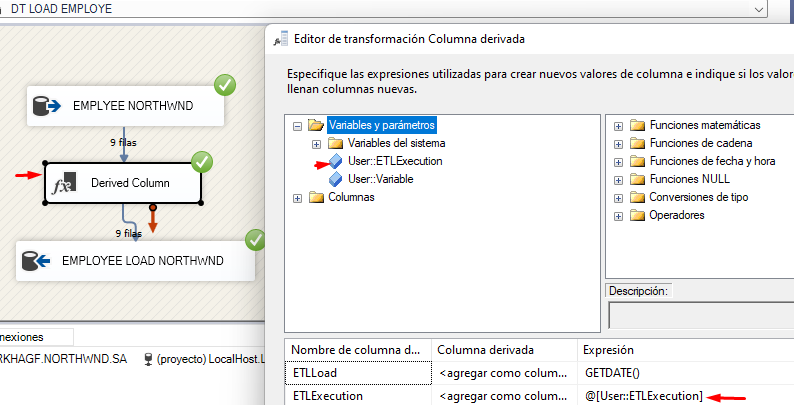 DT LOAD EMPLOYE
EMPLYEE NORTHWND
9 filas
Derived Column
9 filas
EMPLOYEE LOAD NORTHWND
nexiones
RKHAGF.NORTHWND.SA
(proyecto) LocalHost.L
Editor de transformación Columna derivada
Especifique las expresiones utilizadas para crear nuevos valores de columna e indique si los valor
llenan columnas nuevas.
Variables y parámetros
Variables del sistema
User::ETLExecution
User::Variable
Columnas
Funciones matemáticas
Funciones de cadena
Funciones de fecha y hora
Funciones NULL
Conversiones de tipo
Operadores
Descripción:
Nombre de columna d... Columna derivada Expresión
ETLLoad <agregar como colum... GETDATE()
ETLExecution <agregar como colum... @[User::ETLExecution]